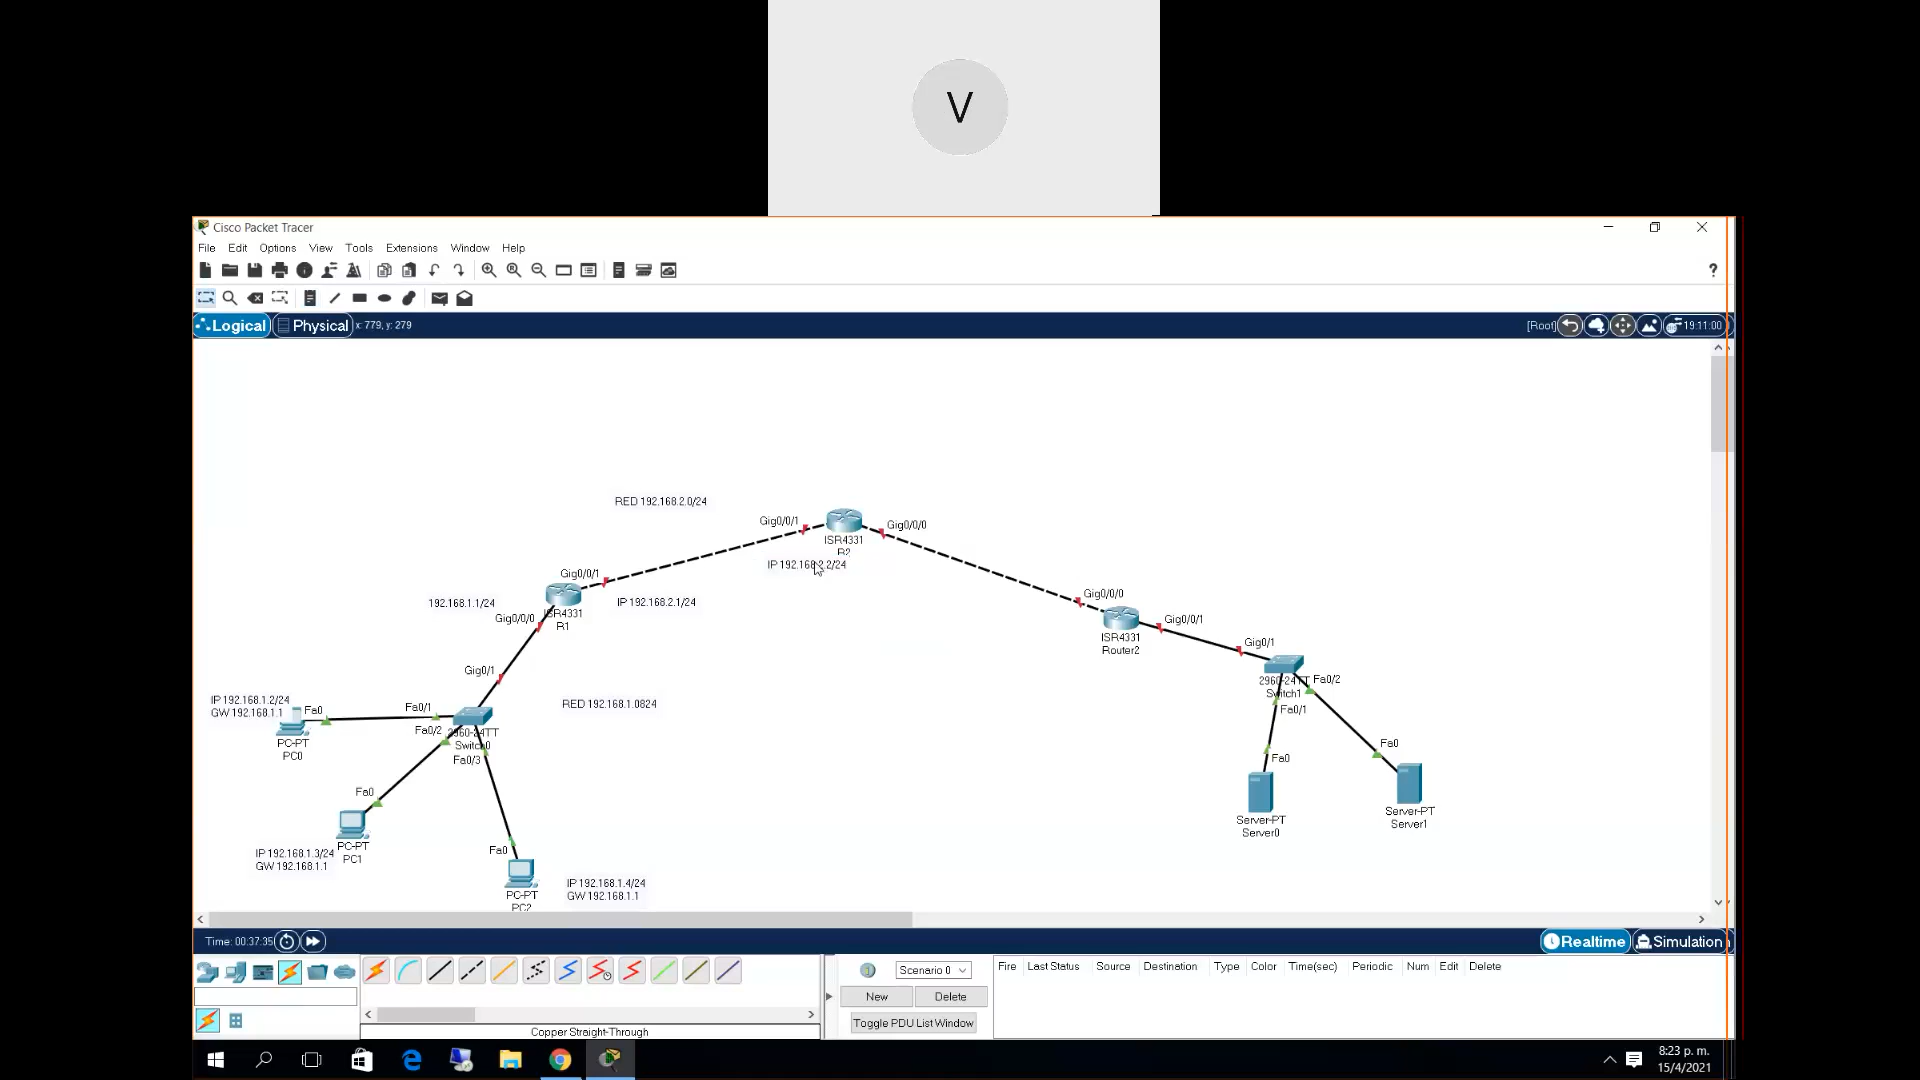 V
Cisco Packet Tracer
File Edit Options View Tools Extensions Window Help
?
Logical Physical x: 779, y: 279
[Root] 19:11:00
RED 192.168.2.0/24
Gig0/0/1
Gig0/0/0
ISR4331
R2
IP 192.168.2.2/24
Gig0/0/1
192.168.1.1/24
IP 192.168.2.1/24
Gig0/0/0
ISR4331
R1
Gig0/0/0
Gig0/0/1
ISR4331
Router2
Gig0/1
Gig0/1
2960-24TT
Switch1
Fa0/2
Fa0/1
IP 192.168.1.2/24
GW 192.168.1.1
Fa0
Fa0/1
RED 192.168.1.0824
Fa0/2
2960-24TT
Switch0
Fa0/3
PC-PT
PC0
Fa0
Fa0
Fa0
Server-PT
Server0
Server-PT
Server1
PC-PT
PC1
IP 192.168.1.3/24
GW 192.168.1.1
Fa0
PC-PT
PC2
IP 192.168.1.4/24
GW 192.168.1.1
Time: 00:37:35
Realtime Simulation
Scenario 0
New Delete
Toggle PDU List Window
Fire Last Status Source Destination Type Color Time(sec) Periodic Num Edit Delete
Copper Straight-Through
8:23 p. m.
15/4/2021